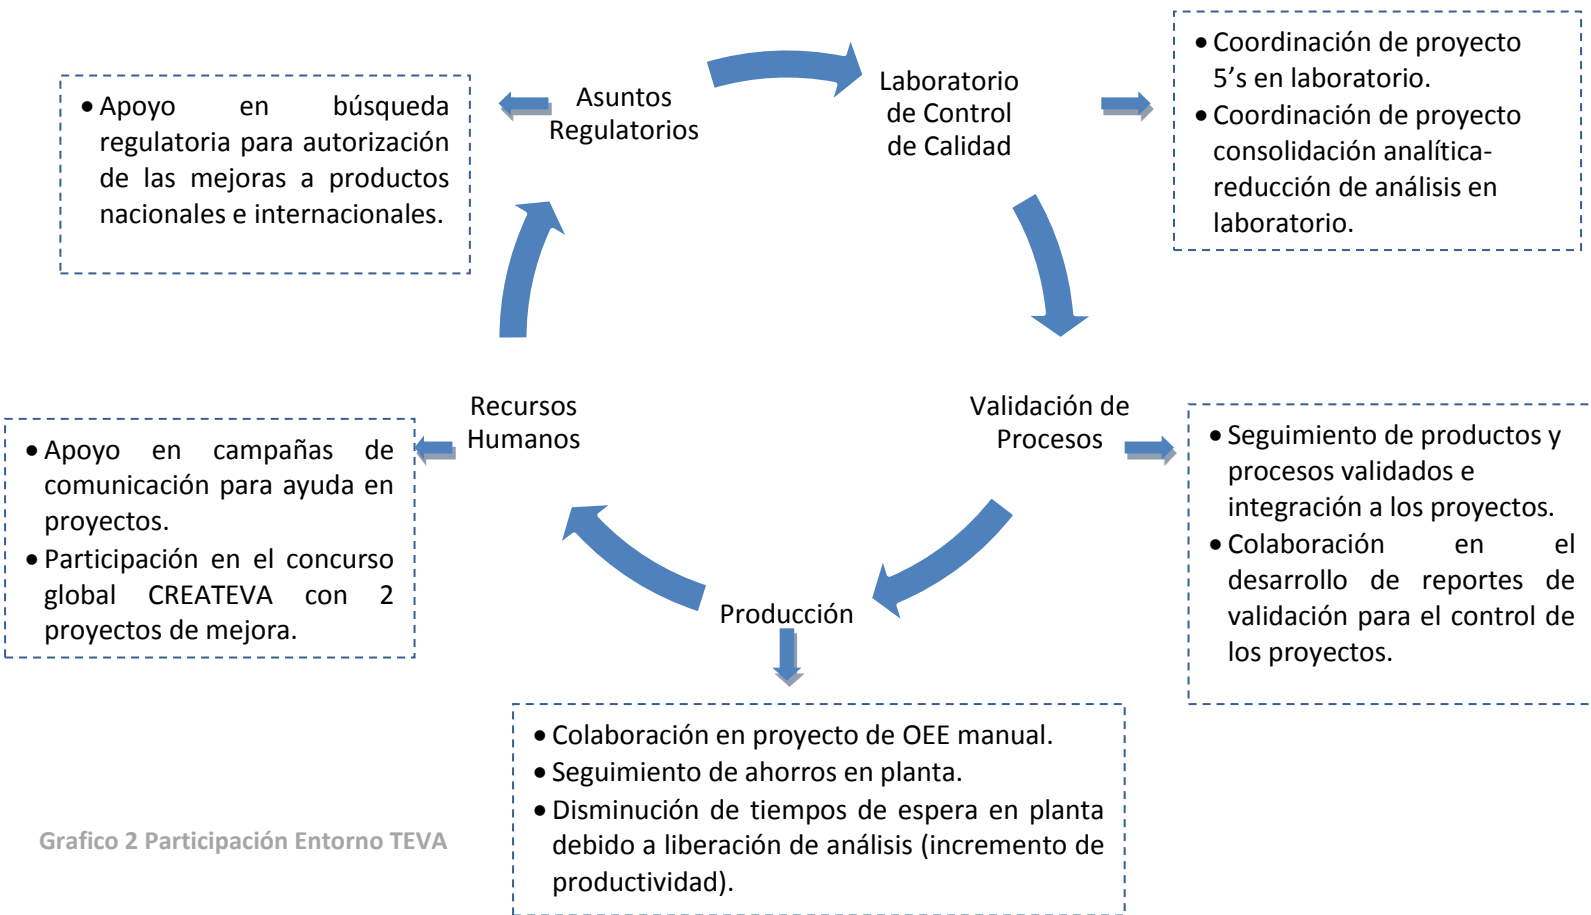 Asuntos
Regulatorios
• Apoyo en búsqueda
regulatoria para autorización
de las mejoras a productos
nacionales e internacionales.
Laboratorio
de Control
de Calidad
• Coordinación de proyecto
5’s en laboratorio.
• Coordinación de proyecto
consolidación analítica-
reducción de análisis en
laboratorio.
Validación de
Procesos
• Seguimiento de productos y
procesos validados e
integración a los proyectos.
• Colaboración en el
desarrollo de reportes de
validación para el control de
los proyectos.
Recursos
Humanos
• Apoyo en campañas de
comunicación para ayuda en
proyectos.
• Participación en el concurso
global CREATEVA con 2
proyectos de mejora.
Producción
• Colaboración en proyecto de OEE manual.
• Seguimiento de ahorros en planta.
• Disminución de tiempos de espera en planta
debido a liberación de análisis (incremento de
productividad).
Grafico 2 Participación Entorno TEVA